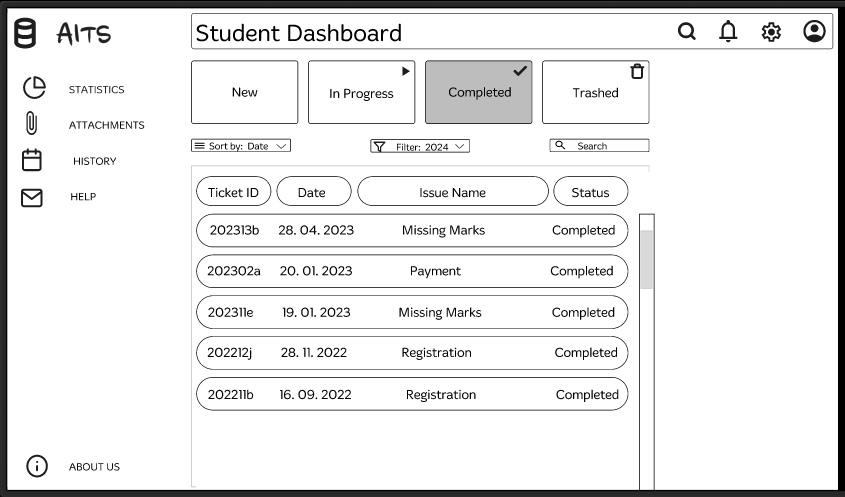 AITS
Student Dashboard
STATISTICS
ATTACHMENTS
HISTORY
HELP
ABOUT US
New
In Progress
Completed
Trashed
Sort by: Date
Filter: 2024
Search
Ticket ID Date Issue Name Status
202313b 28. 04. 2023 Missing Marks Completed
202302a 20. 01. 2023 Payment Completed
202311e 19. 01. 2023 Missing Marks Completed
202212j 28. 11. 2022 Registration Completed
202211b 16. 09. 2022 Registration Completed